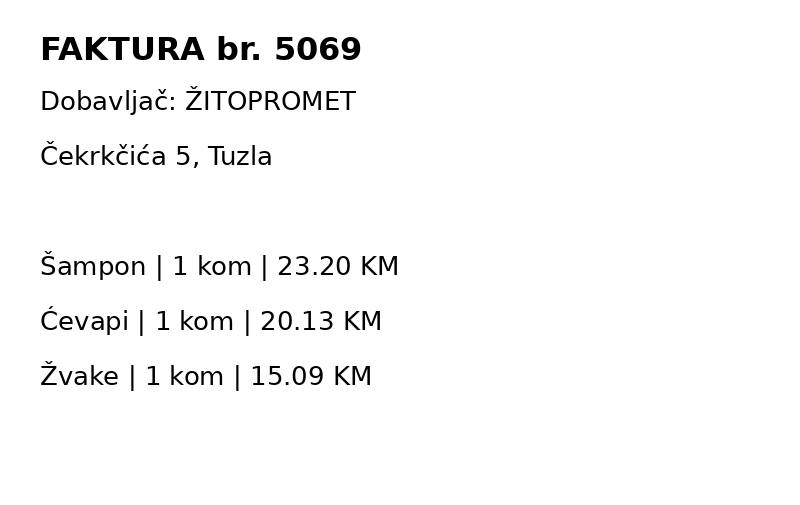 FAKTURA br. 5069
Dobavljač: ŽITOPROMET
Čekrkčića 5, Tuzla
Šampon | 1 kom | 23.20 KM
Ćevapi | 1 kom | 20.13 KM
Žvake | 1 kom | 15.09 KM